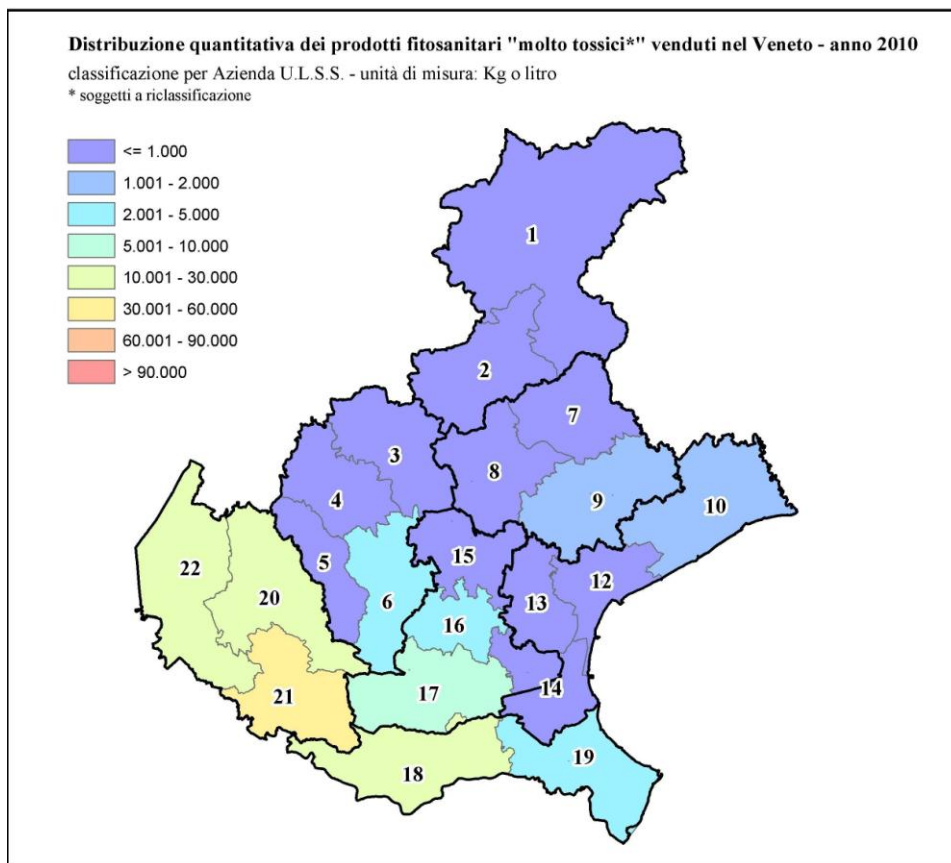 Distribuzione quantitativa dei prodotti fitosanitari "molto tossici*" venduti nel Veneto - anno 2010
classificazione per Azienda U.L.S.S. - unità di misura: Kg o litro
* soggetti a riclassificazione
<= 1.000
1.001 - 2.000
2.001 - 5.000
5.001 - 10.000
10.001 - 30.000
30.001 - 60.000
60.001 - 90.000
> 90.000
1
2
7
3
8
4
9
10
15
5
22
12
6
13
20
16
14
17
21
19
18